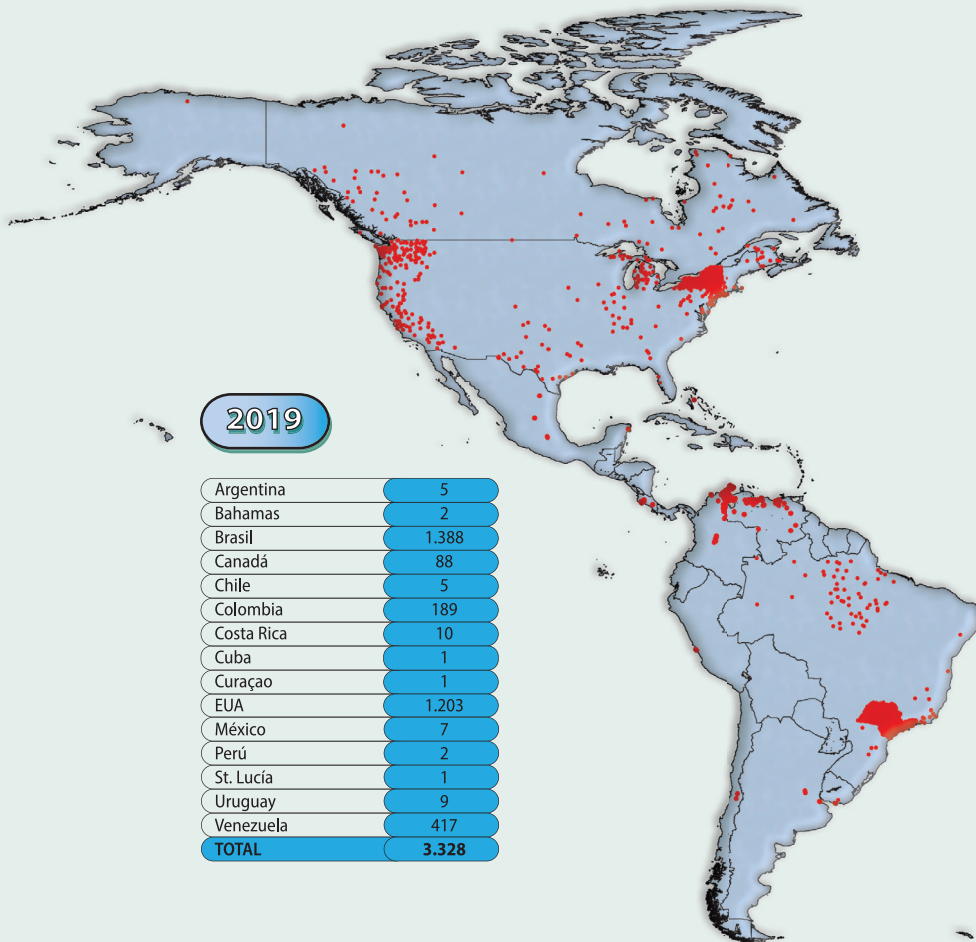 2019
Argentina 5
Bahamas 2
Brasil 1.388
Canadá 88
Chile 5
Colombia 189
Costa Rica 10
Cuba 1
Curaçao 1
EUA 1.203
México 7
Perú 2
St. Lucía 1
Uruguay 9
Venezuela 417
TOTAL 3.328